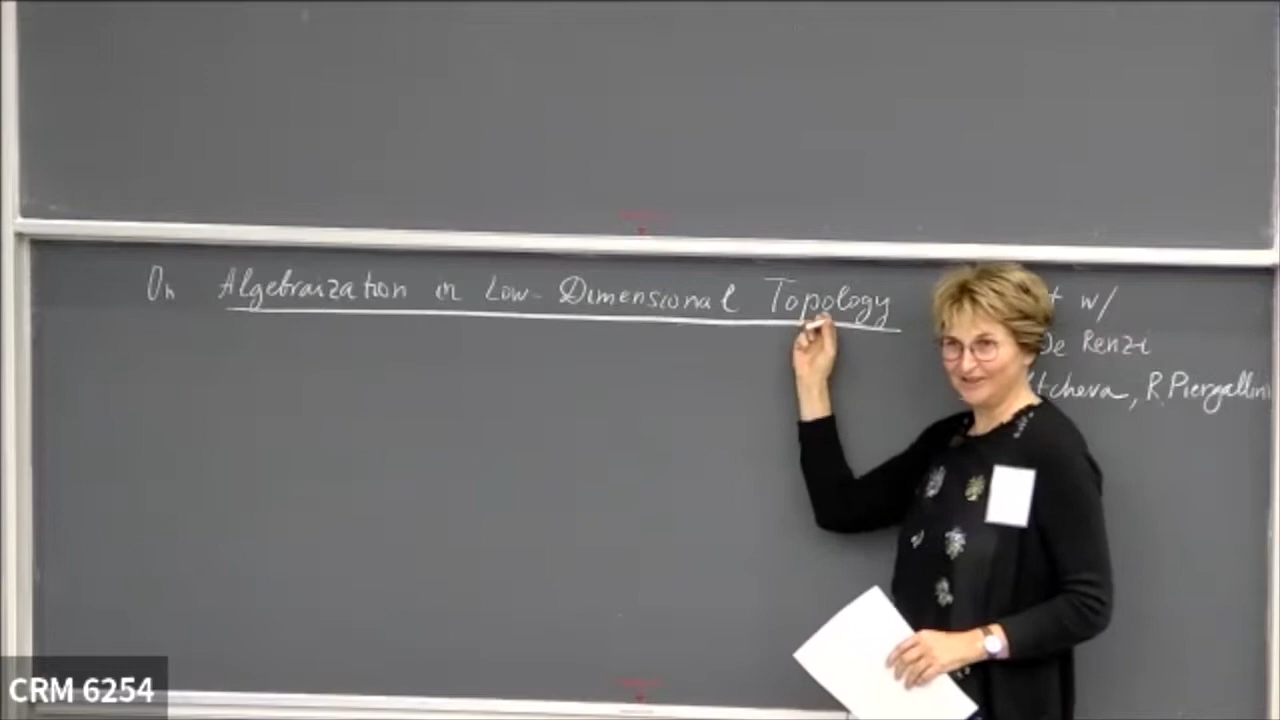 On Algebraization in Low-Dimensional Topology
w/
De Renzi
R. Piergallini
CRM 6254